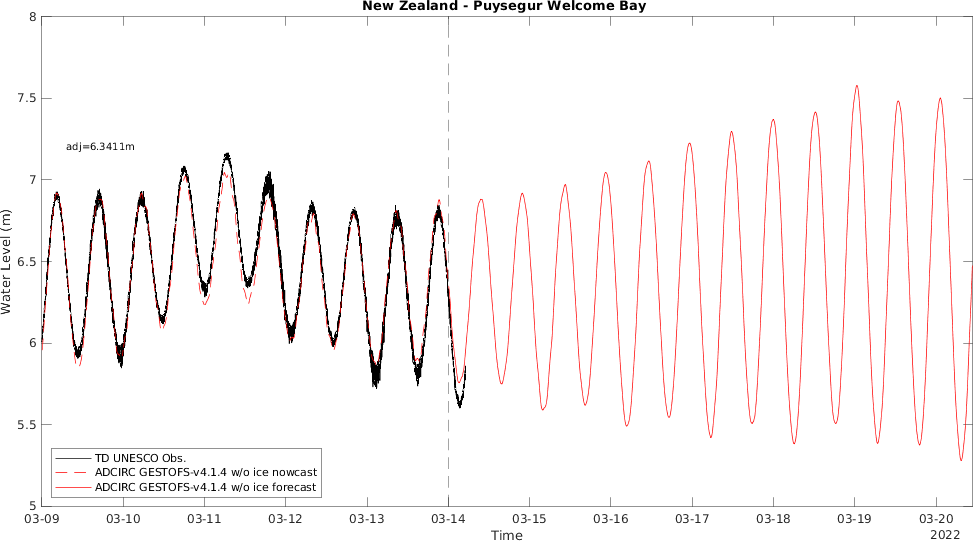 New Zealand - Puysegur Welcome Bay
8
7.5
7
6.5
6
5.5
5
Water Level (m)
adj=6.3411m
TD UNESCO Obs.
ADCIRC GESTOFS-v4.1.4 w/o ice nowcast
ADCIRC GESTOFS-v4.1.4 w/o ice forecast
03-09 03-10 03-11 03-12 03-13 03-14 03-15 03-16 03-17 03-18 03-19 03-20
Time
2022